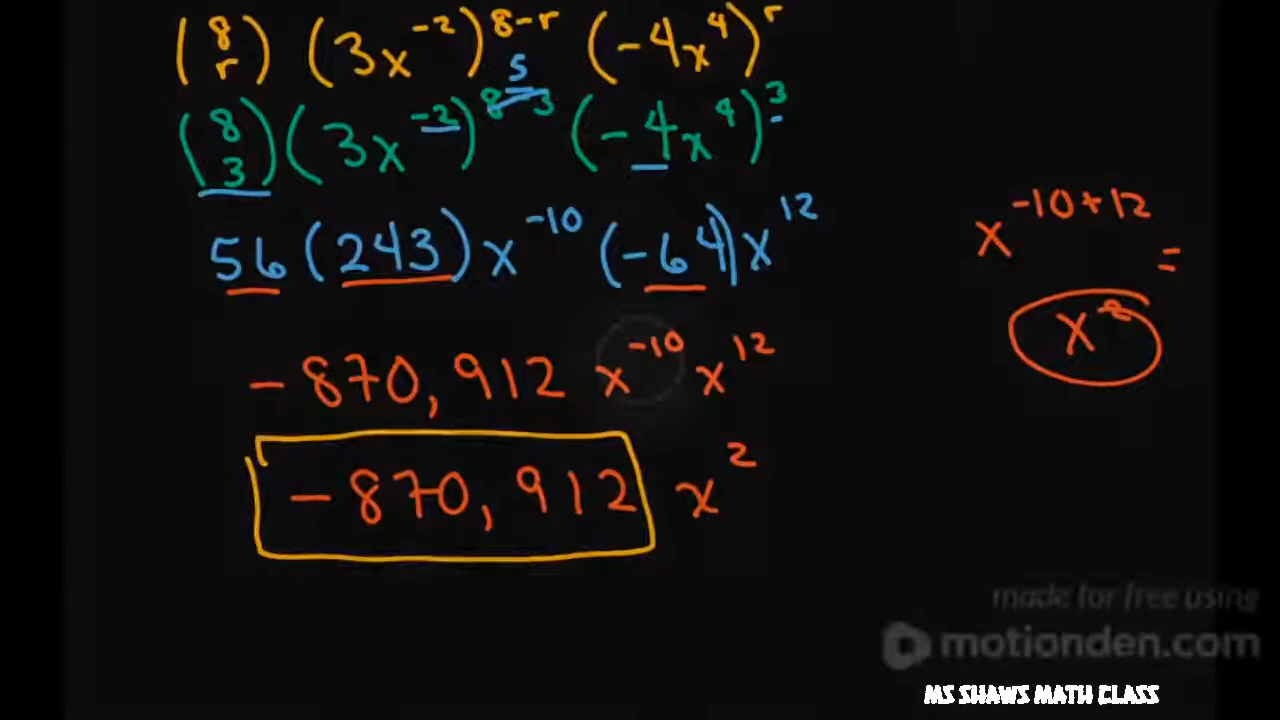 (8 r) (3x^-2)^8-r (-4x^4)^r
5
(8 3) (3x^-2)^8-3 (-4x^4)^3
56 (243) x^-10 (-64) x^12
x^-10+12 =
x^2
-870,912 x^-10 x^12
-870,912 x^2
made for free using
motionden.com
MS SHAWS MATH CLASS